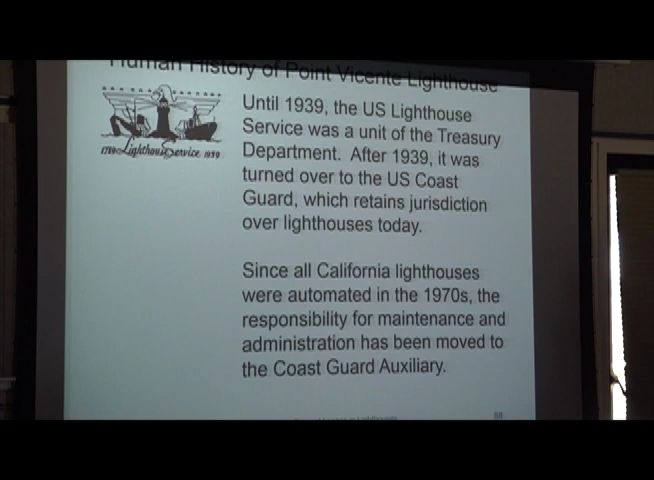 Human History of Point Vicente Lighthouse
1789 Lighthouse Service 1939
Until 1939, the US Lighthouse
Service was a unit of the Treasury
Department. After 1939, it was
turned over to the US Coast
Guard, which retains jurisdiction
over lighthouses today.
Since all California lighthouses
were automated in the 1970s, the
responsibility for maintenance and
administration has been moved to
the Coast Guard Auxiliary.